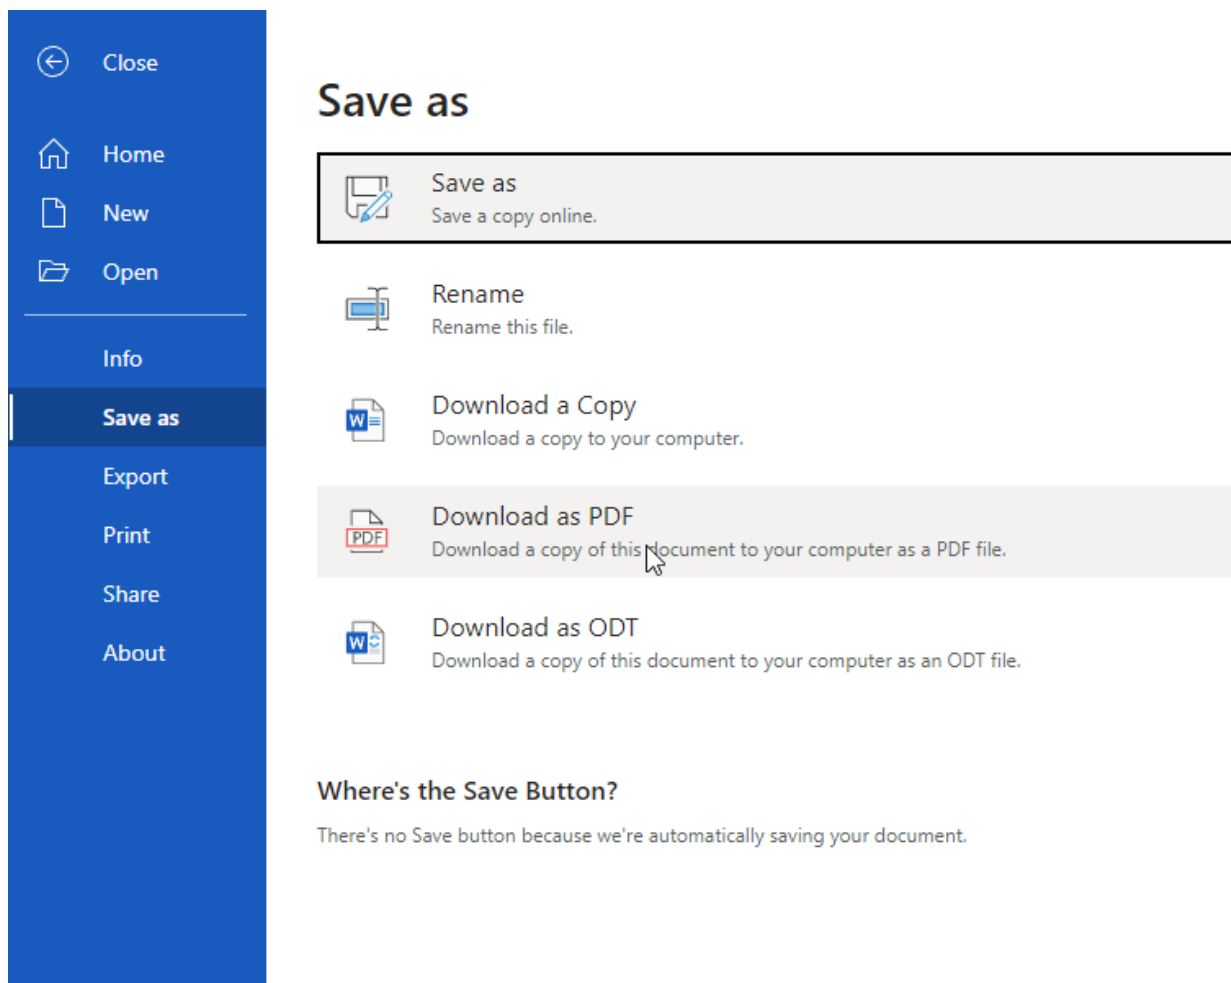 Close
Home
New
Open
Info
Save as
Export
Print
Share
About
Save as
Save as
Save a copy online.
Rename
Rename this file.
W
Download a Copy
Download a copy to your computer.
PDF
Download as PDF
Download a copy of this document to your computer as a PDF file.
W
Download as ODT
Download a copy of this document to your computer as an ODT file.
Where's the Save Button?
There's no Save button because we're automatically saving your document.